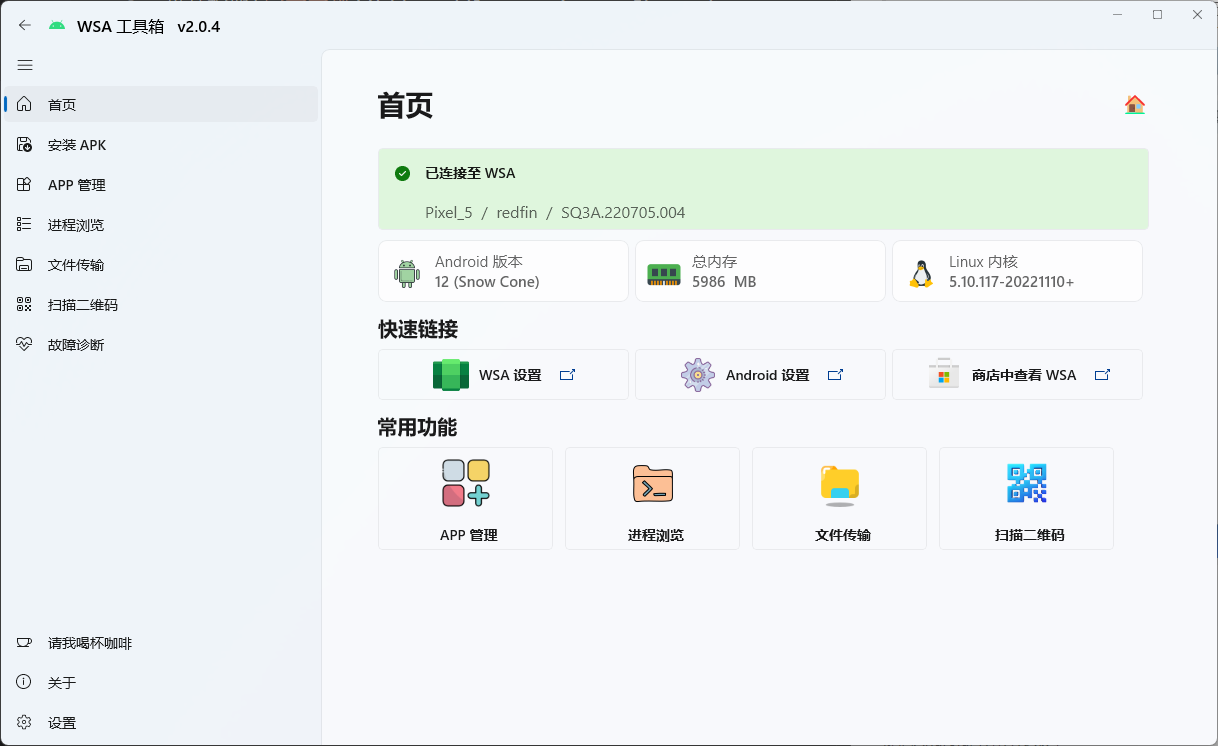 WSA 工具箱 v2.0.4
首页
安装 APK
APP 管理
进程浏览
文件传输
扫描二维码
故障诊断
请我喝杯咖啡
关于
设置
首页
已连接至 WSA
Pixel_5 / redfin / SQ3A.220705.004
Android 版本
12 (Snow Cone)
总内存
5986 MB
Linux 内核
5.10.117-20221110+
快速链接
WSA 设置
Android 设置
商店中查看 WSA
常用功能
APP 管理
进程浏览
文件传输
扫描二维码